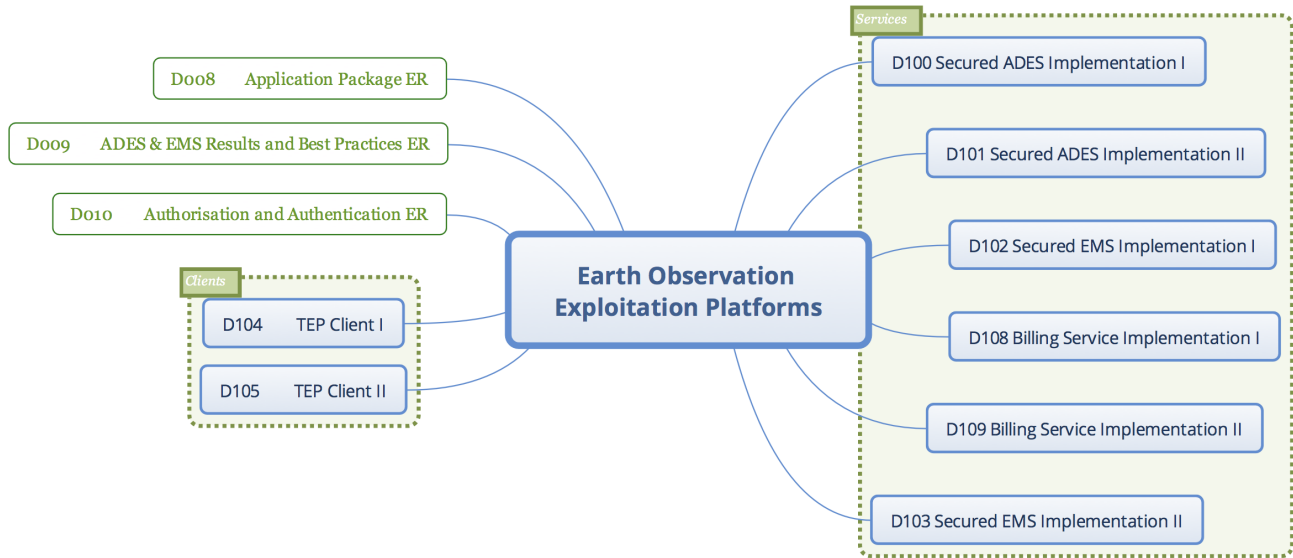 D008 Application Package ER
D009 ADES & EMS Results and Best Practices ER
D010 Authorisation and Authentication ER
Clients
D104 TEP Client I
D105 TEP Client II
Earth Observation
Exploitation Platforms
Services
D100 Secured ADES Implementation I
D101 Secured ADES Implementation II
D102 Secured EMS Implementation I
D108 Billing Service Implementation I
D109 Billing Service Implementation II
D103 Secured EMS Implementation II